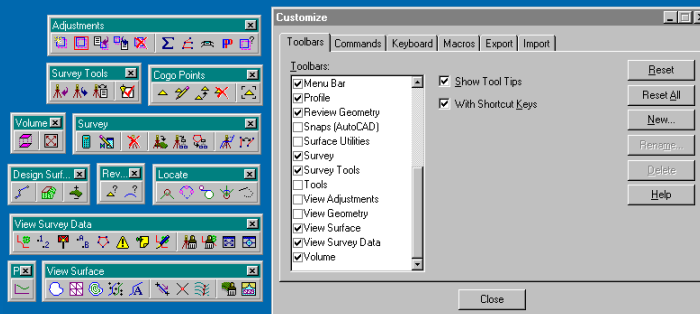 Adjustments
Survey Tools
Cogo Points
Volume
Survey
Design Surf...
Rev...
Locate
View Survey Data
P
View Surface
Customize
Toolbars Commands Keyboard Macros Export Import
Toolbars:
Menu Bar
Profile
Review Geometry
Snaps (AutoCAD)
Surface Utilities
Survey
Survey Tools
Tools
View Adjustments
View Geometry
View Surface
View Survey Data
Volume
Show Tool Tips
With Shortcut Keys
Reset
Reset All
New...
Rename...
Delete
Help
Close